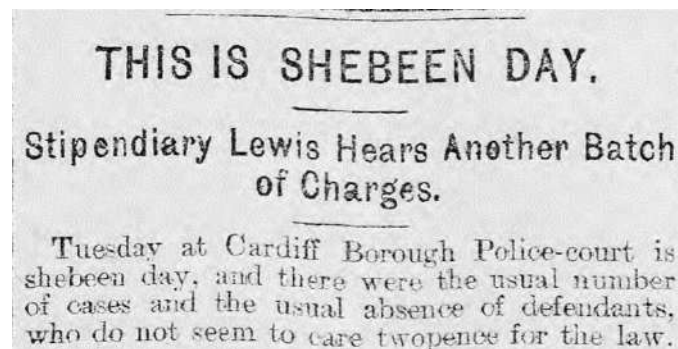 THIS IS SHEBEEN DAY.
Stipendiary Lewis Hears Another Batch
of Charges.
Tuesday at Cardiff Borough Police-court is
shebeen day, and there were the usual number
of cases and the usual absence of defendants,
who do not seem to care twopence for the law.